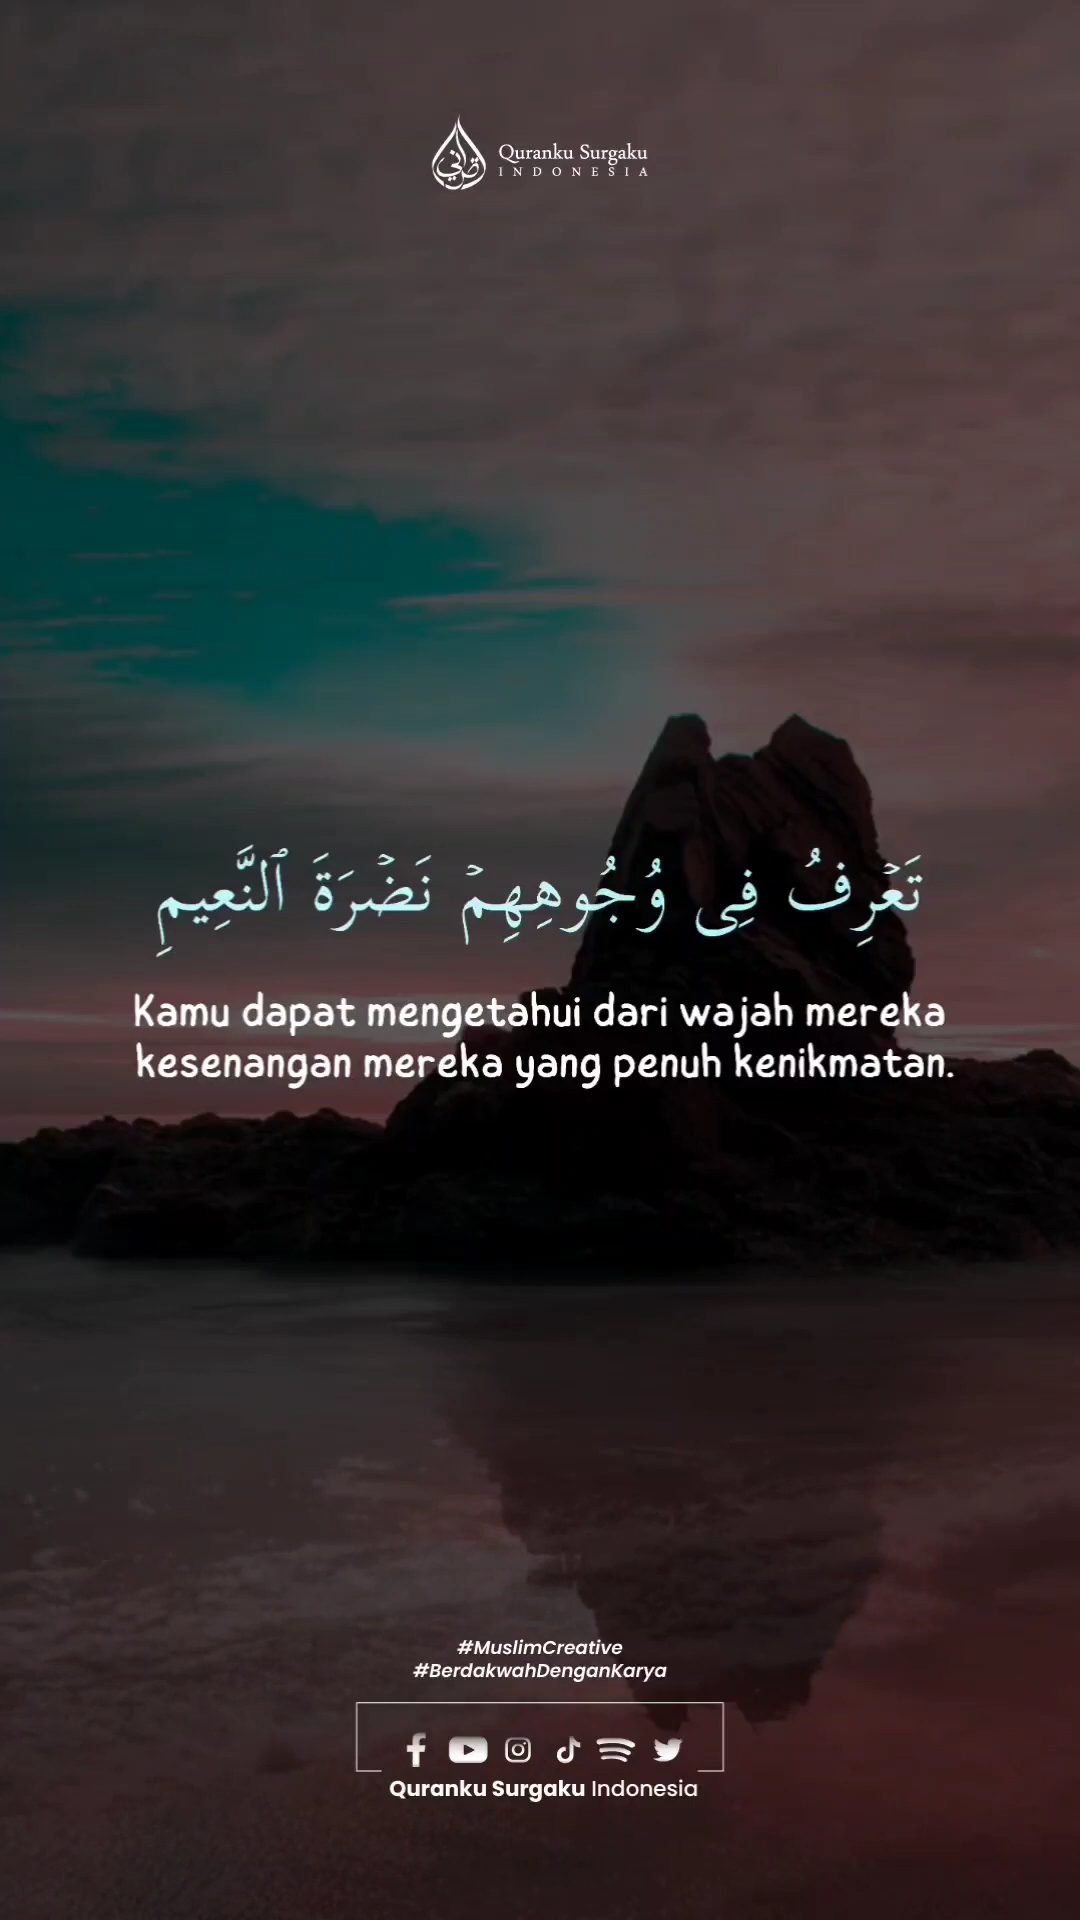 Quranku Surgaku
INDONESIA
تَعۡرِفُ فِى وُجُوهِهِمۡ نَضۡرَةَ ٱلنَّعِيمِ
Kamu dapat mengetahui dari wajah mereka
kesenangan mereka yang penuh kenikmatan.
#MuslimCreative
#BerdakwahDenganKarya
Quranku Surgaku Indonesia